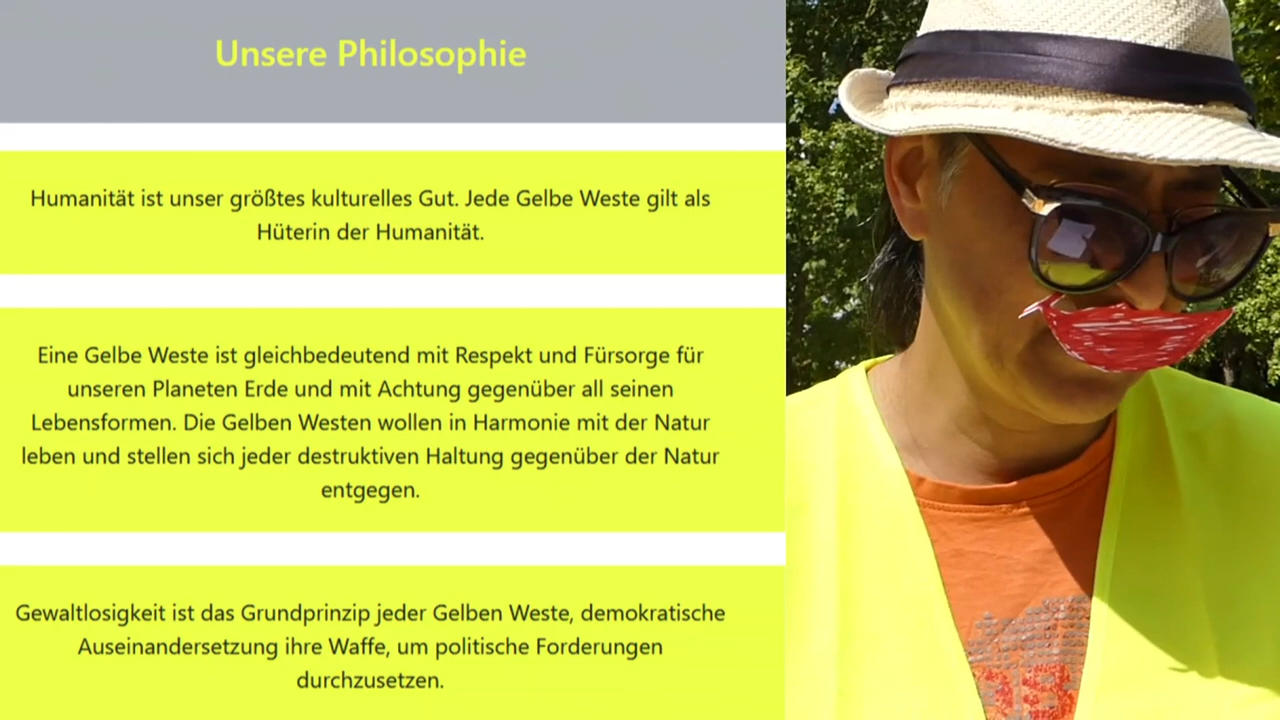 Unsere Philosophie
Humanität ist unser größtes kulturelles Gut. Jede Gelbe Weste gilt als
Hüterin der Humanität.
Eine Gelbe Weste ist gleichbedeutend mit Respekt und Fürsorge für
unseren Planeten Erde und mit Achtung gegenüber all seinen
Lebensformen. Die Gelben Westen wollen in Harmonie mit der Natur
leben und stellen sich jeder destruktiven Haltung gegenüber der Natur
entgegen.
Gewaltlosigkeit ist das Grundprinzip jeder Gelben Weste, demokratische
Auseinandersetzung ihre Waffe, um politische Forderungen
durchzusetzen.